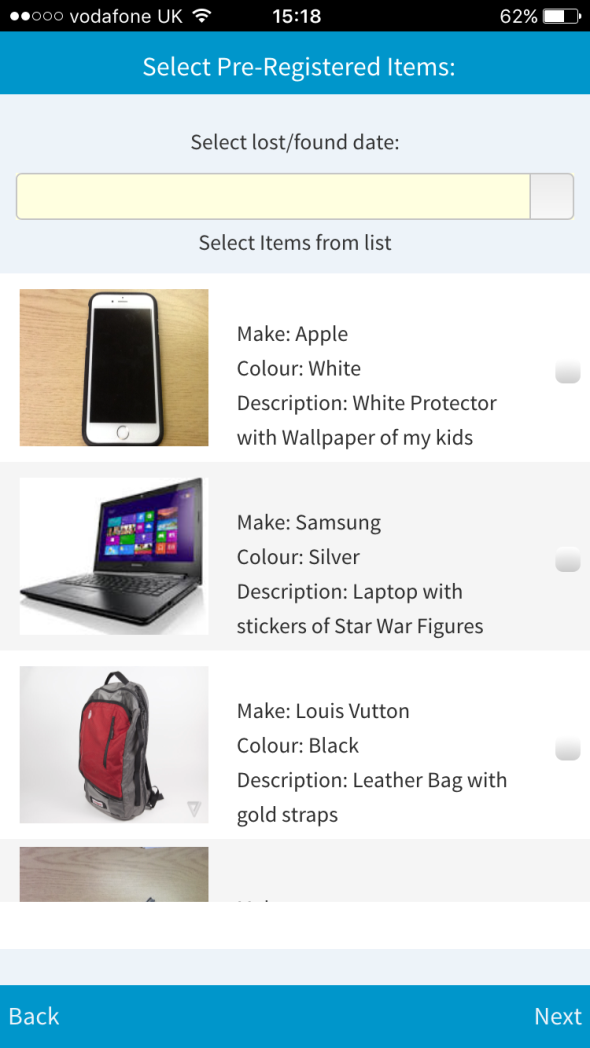 vodafone UK 15:18 62%
Select Pre-Registered Items:
Select lost/found date:
Select Items from list
Make: Apple
Colour: White
Description: White Protector
with Wallpaper of my kids
Make: Samsung
Colour: Silver
Description: Laptop with
stickers of Star War Figures
Make: Louis Vutton
Colour: Black
Description: Leather Bag with
gold straps
Back Next